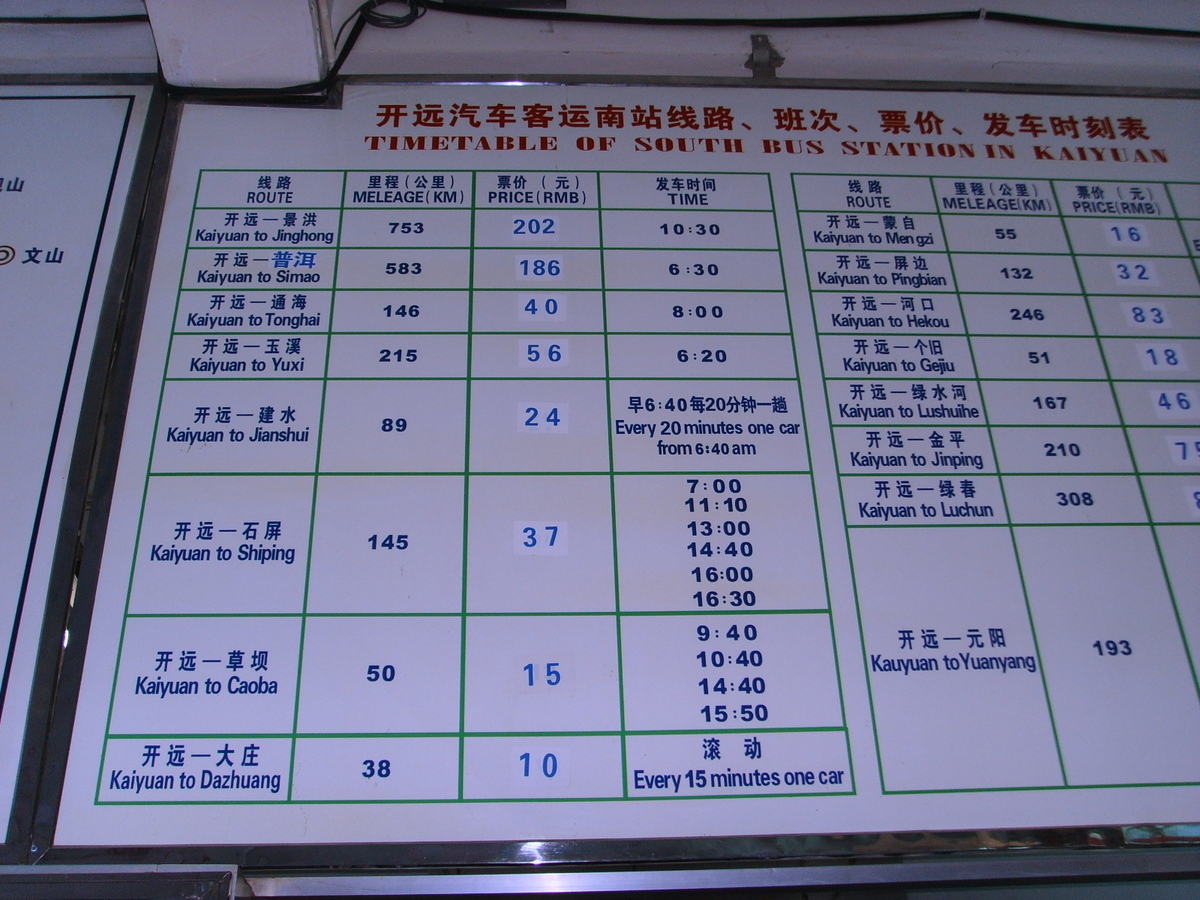 山
文山
开远汽车客运南站线路、班次、票价、发车时刻表
TIMETABLE OF SOUTH BUS STATION IN KAIYUAN
线路 里程(公里) 票价 (元) 发车时间
ROUTE MELEAGE(KM) PRICE(RMB) TIME
开远—景洪
Kaiyuan to Jinghong 753 202 10:30
开远—普洱
Kaiyuan to Simao 583 186 6:30
开远—通海
Kaiyuan to Tonghai 146 40 8:00
开远—玉溪
Kaiyuan to Yuxi 215 56 6:20
开远—建水
Kaiyuan to Jianshui 89 24
早6:40每20分钟一趟
Every 20 minutes one car
from 6:40 am
开远—石屏
Kaiyuan to Shiping 145 37
7:00
11:10
13:00
14:40
16:00
16:30
开远—草坝
Kaiyuan to Caoba 50 15
9:40
10:40
14:40
15:50
开远—大庄
Kaiyuan to Dazhuang 38 10
滚动
Every 15 minutes one car
线路 里程(公里) 票价 (元)
ROUTE MELEAGE(KM) PRICE(RMB)
开远—蒙自
Kaiyuan to Mengzi 55 16
开远—屏边
Kaiyuan to Pingbian 132 32
开远—河口
Kaiyuan to Hekou 246 83
开远—个旧
Kaiyuan to Gejiu 51 18
开远—绿水河
Kaiyuan to Lushuihe 167 46
开远—金平
Kaiyuan to Jinping 210
开远—绿春
Kaiyuan to Luchun 308
开远—元阳
Kauyuan to Yuanyang 193